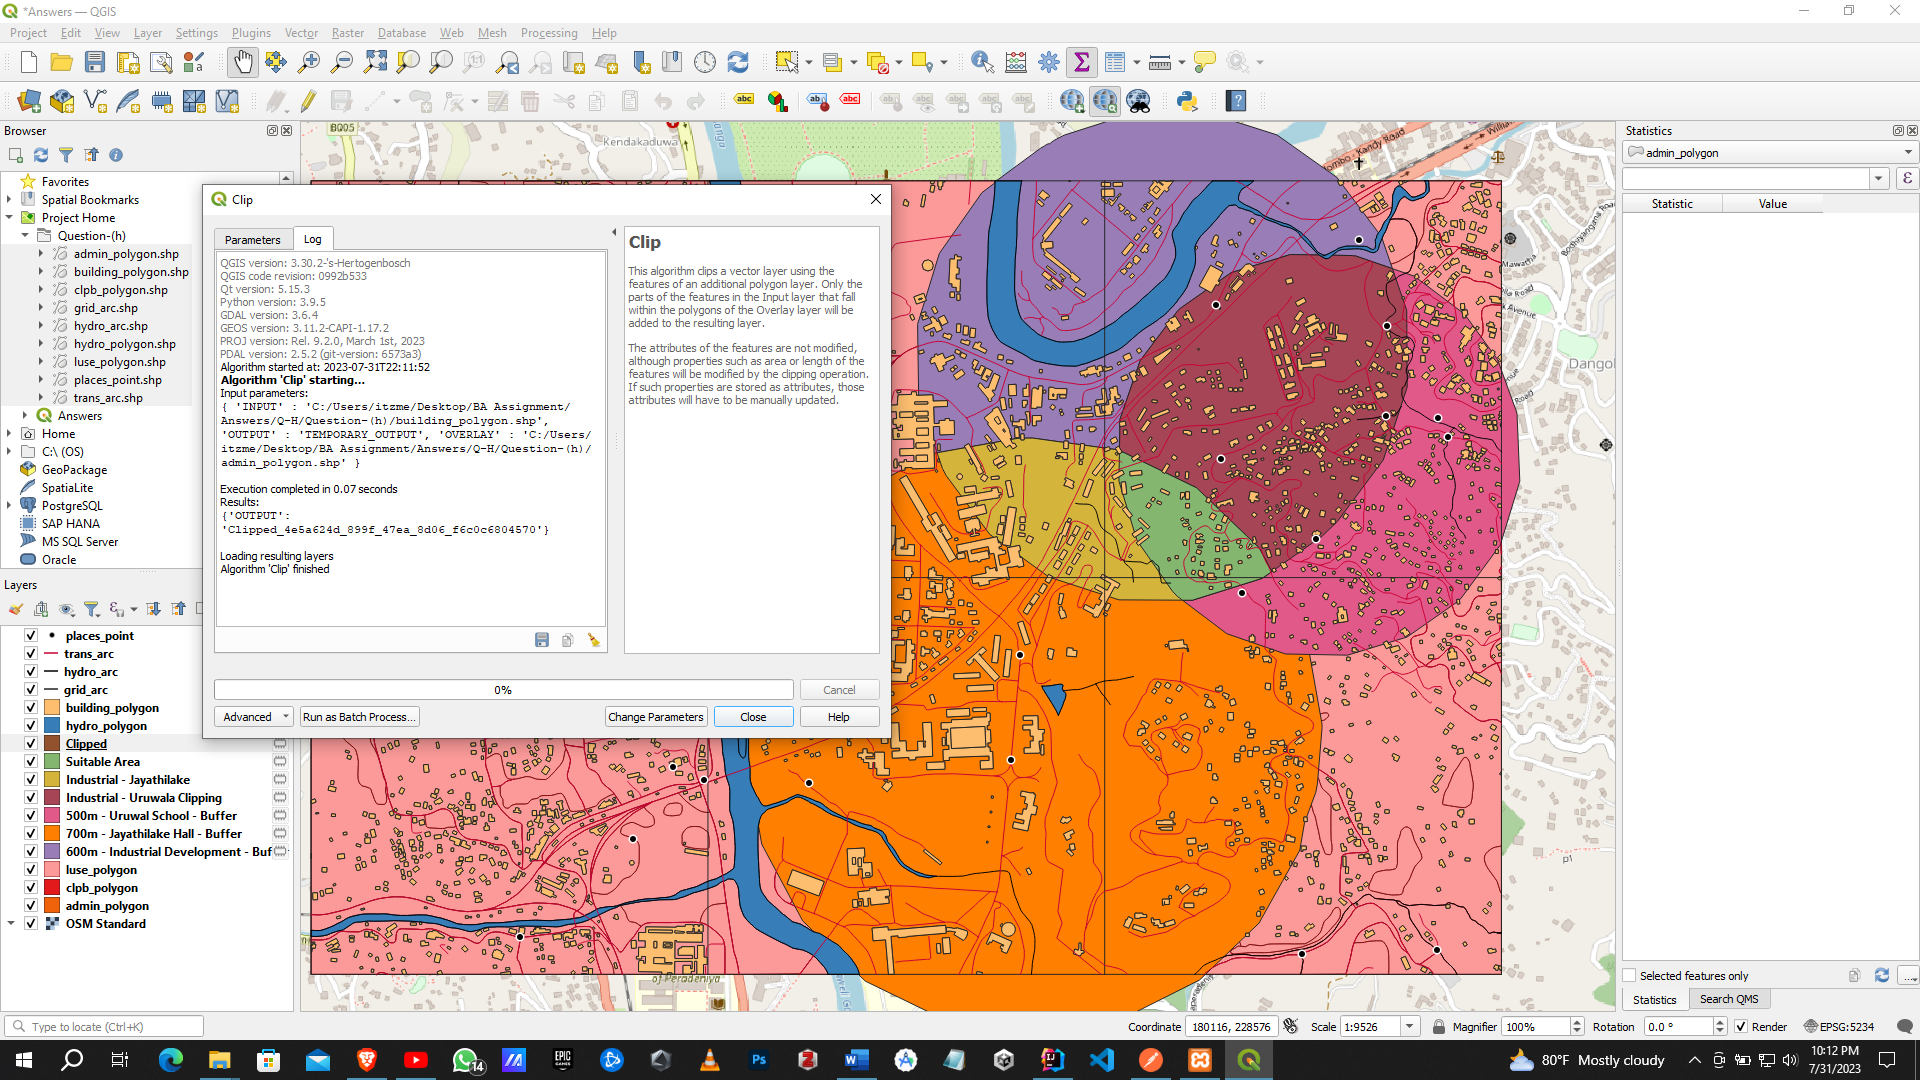 *Answers — QGIS
Project Edit View Layer Settings Plugins Vector Raster Database Web Mesh Processing Help
Browser
Favorites
Spatial Bookmarks
Project Home
Question-(h)
admin_polygon.shp
building_polygon.shp
clpb_polygon.shp
grid_arc.shp
hydro_arc.shp
hydro_polygon.shp
luse_polygon.shp
places_point.shp
trans_arc.shp
Answers
Home
C:\ (OS)
GeoPackage
SpatiaLite
PostgreSQL
SAP HANA
MS SQL Server
Oracle
Layers
places_point
trans_arc
hydro_arc
grid_arc
building_polygon
hydro_polygon
Clipped
Suitable Area
Industrial - Jayathilake
Industrial - Uruwala Clipping
500m - Uruwal School - Buffer
700m - Jayathilake Hall - Buffer
600m - Industrial Development - Buf
luse_polygon
clpb_polygon
admin_polygon
OSM Standard
Clip
Parameters Log
QGIS version: 3.30.2-'s-Hertogenbosch
QGIS code revision: 0992b533
Qt version: 5.15.3
Python version: 3.9.5
GDAL version: 3.6.4
GEOS version: 3.11.2-CAPI-1.17.2
PROJ version: Rel. 9.2.0, March 1st, 2023
PDAL version: 2.5.2 (git-version: 6573a3)
Algorithm started at: 2023-07-31T22:11:52
Algorithm 'Clip' starting...
Input parameters:
{ 'INPUT' : 'C:/Users/itzme/Desktop/BA Assignment/
Answers/Q-H/Question-(h)/building_polygon.shp',
'OUTPUT' : 'TEMPORARY_OUTPUT', 'OVERLAY' : 'C:/Users/
itzme/Desktop/BA Assignment/Answers/Q-H/Question-(h)/
admin_polygon.shp' }
Execution completed in 0.07 seconds
Results:
{'OUTPUT':
'Clipped_4e5a624d_899f_47ea_8d06_f6c0c6804570'}
Loading resulting layers
Algorithm 'Clip' finished
Clip
This algorithm clips a vector layer using the
features of an additional polygon layer. Only the
parts of the features in the Input layer that fall
within the polygons of the Overlay layer will be
added to the resulting layer.
The attributes of the features are not modified,
although properties such as area or length of the
features will be modified by the clipping operation.
If such properties are stored as attributes, those
attributes will have to be manually updated.
0% Cancel
Advanced Run as Batch Process... Change Parameters Close Help
B005
Kendakaduwa
Dangol
of Peradeniya
Statistics
admin_polygon
Statistic Value
Selected features only
Statistics Search QMS
Type to locate (Ctrl+K)
Coordinate 180116, 228576 Scale 1:9526 Magnifier 100% Rotation 0.0 ° Render EPSG:5234
14
80°F Mostly cloudy
10:12 PM
7/31/2023